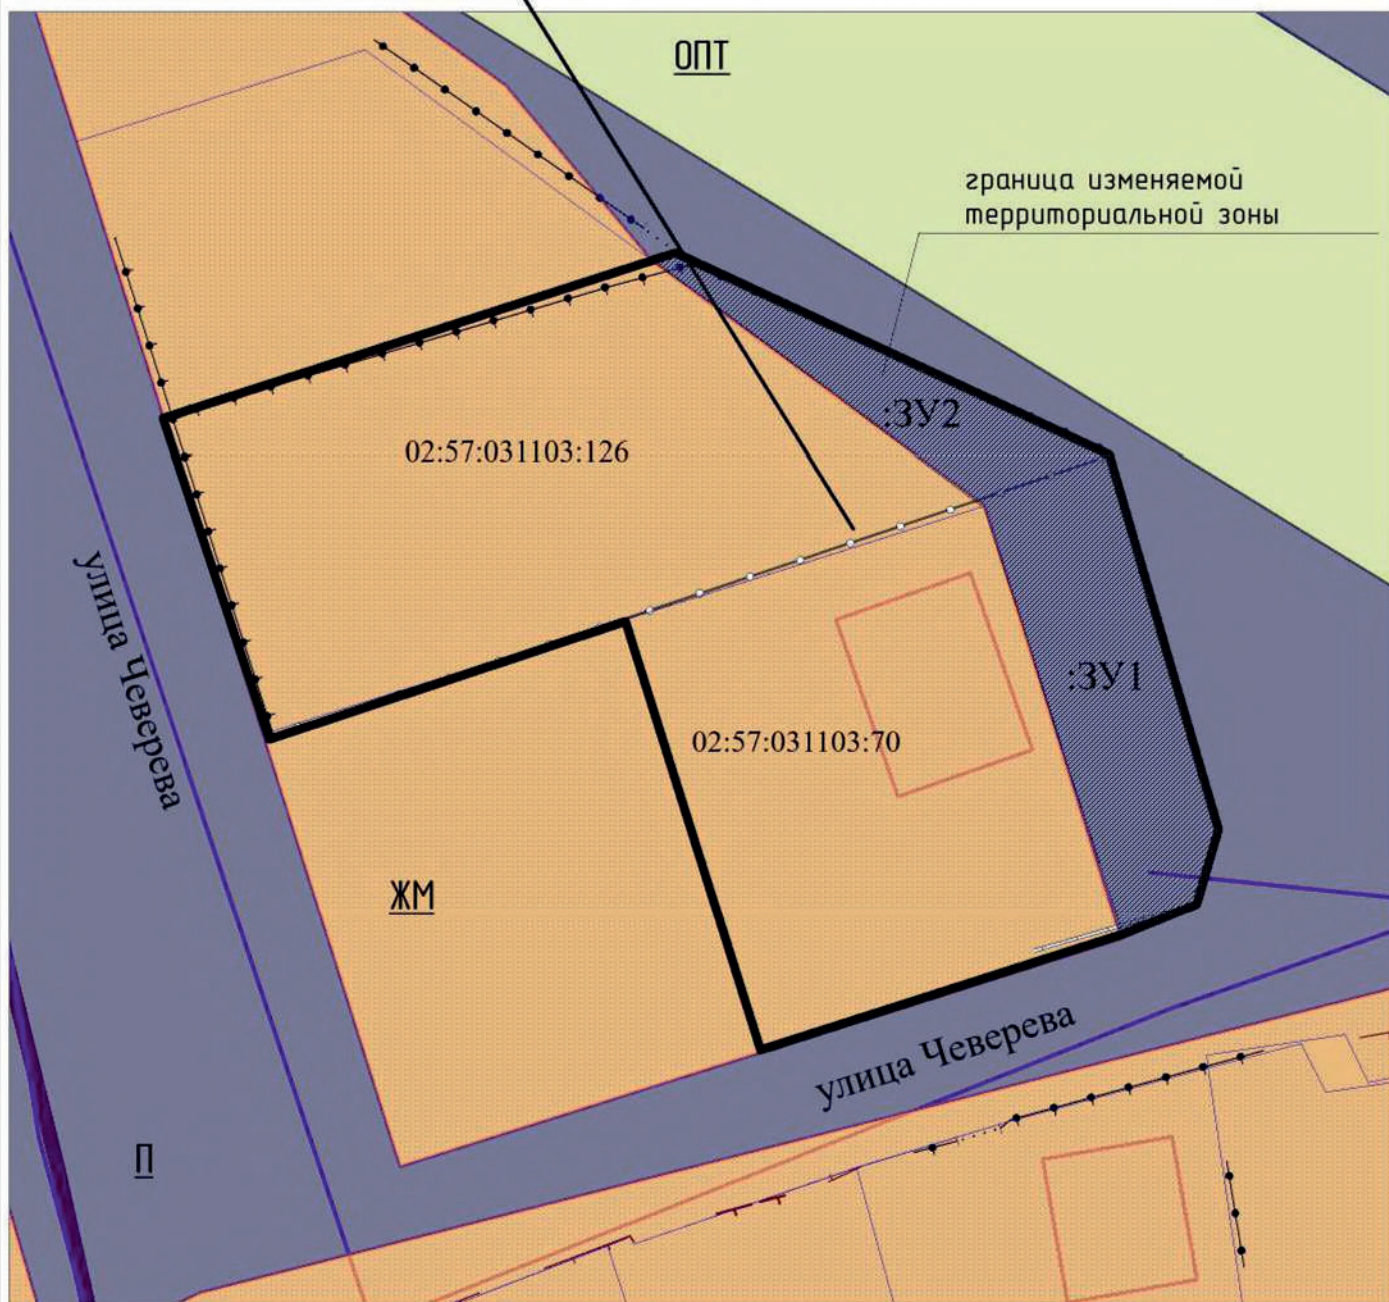 ОПТ
граница изменяемой
территориальной зоны
:ЗУ2
02:57:031103:126
улица Чеверева
:ЗУ1
02:57:031103:70
ЖМ
улица Чеверева
П